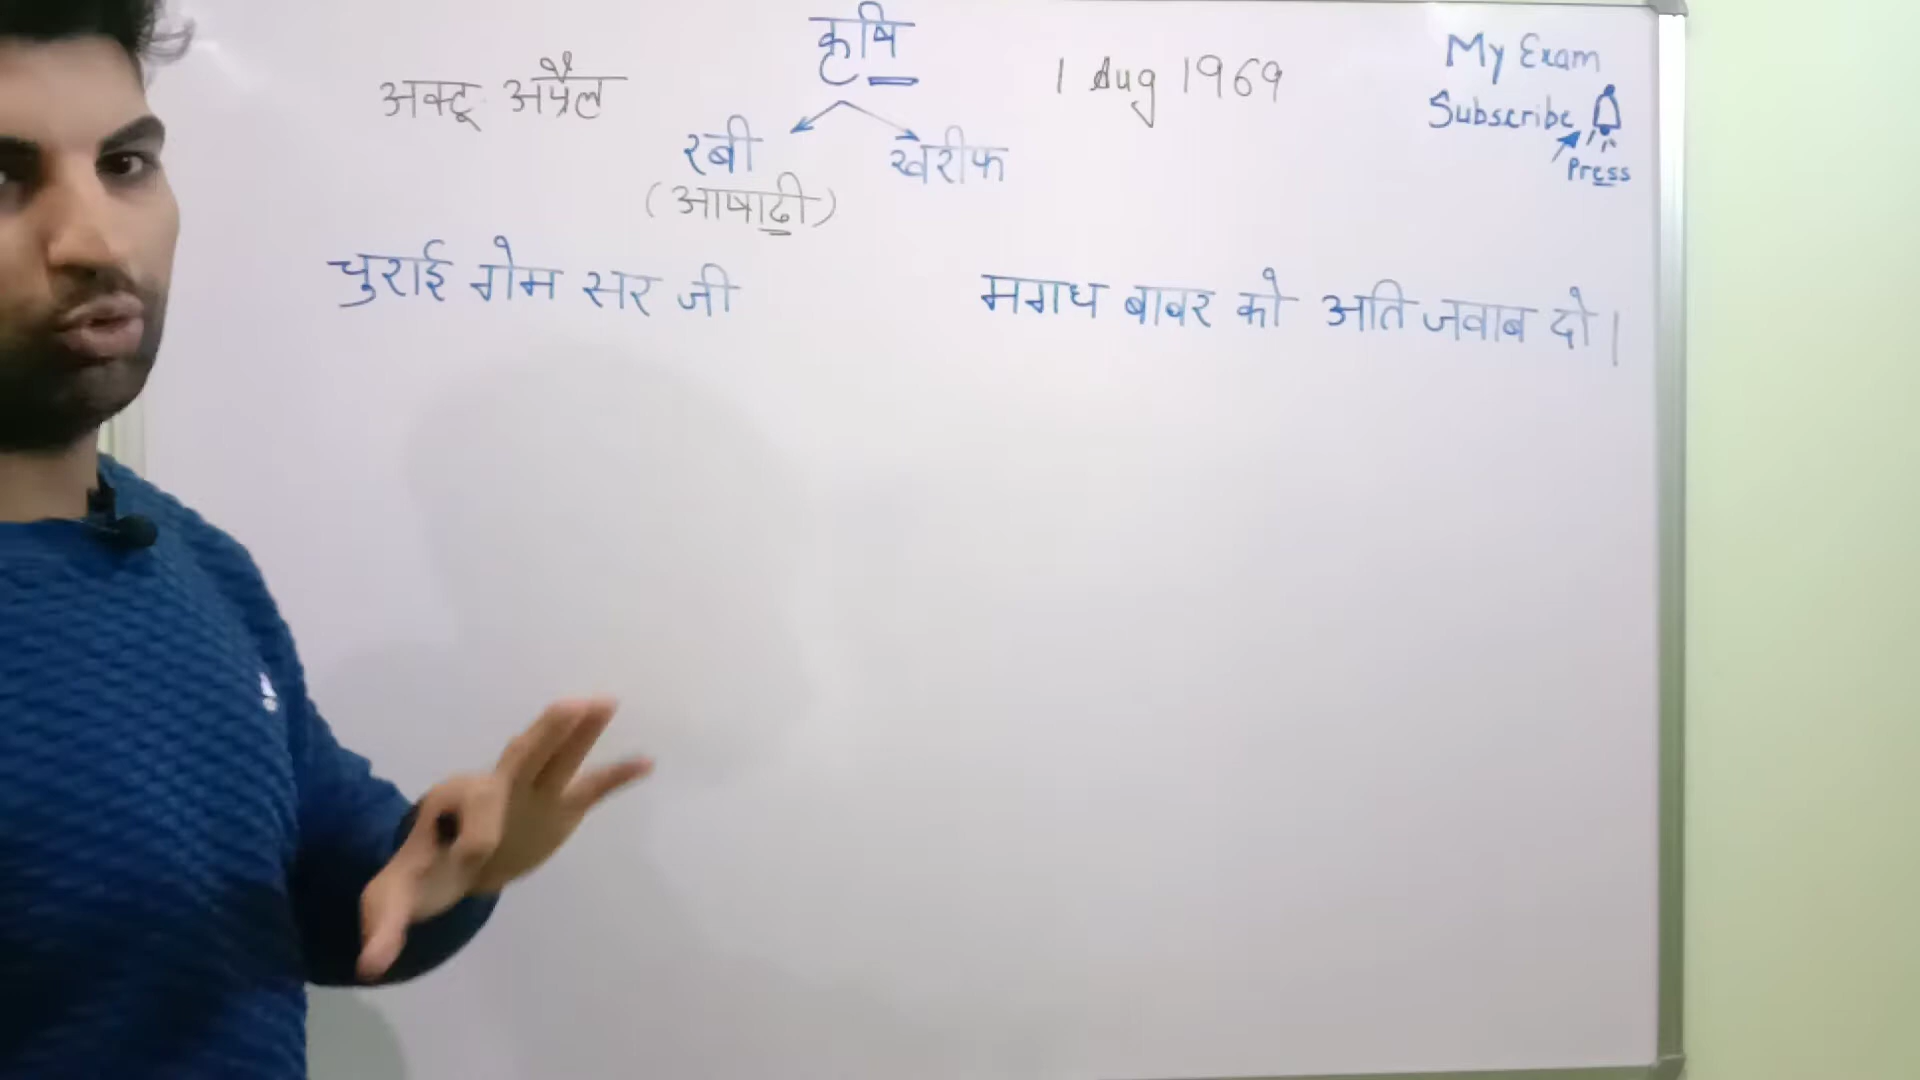 कृषि
अक्टू अप्रैल
1 Aug 1969
My Exam
Subscribe
Press
रबी
खरीफ
(आषाढी)
चुराई गेम सर जी
मगध बाबर को अति जवाब दो।